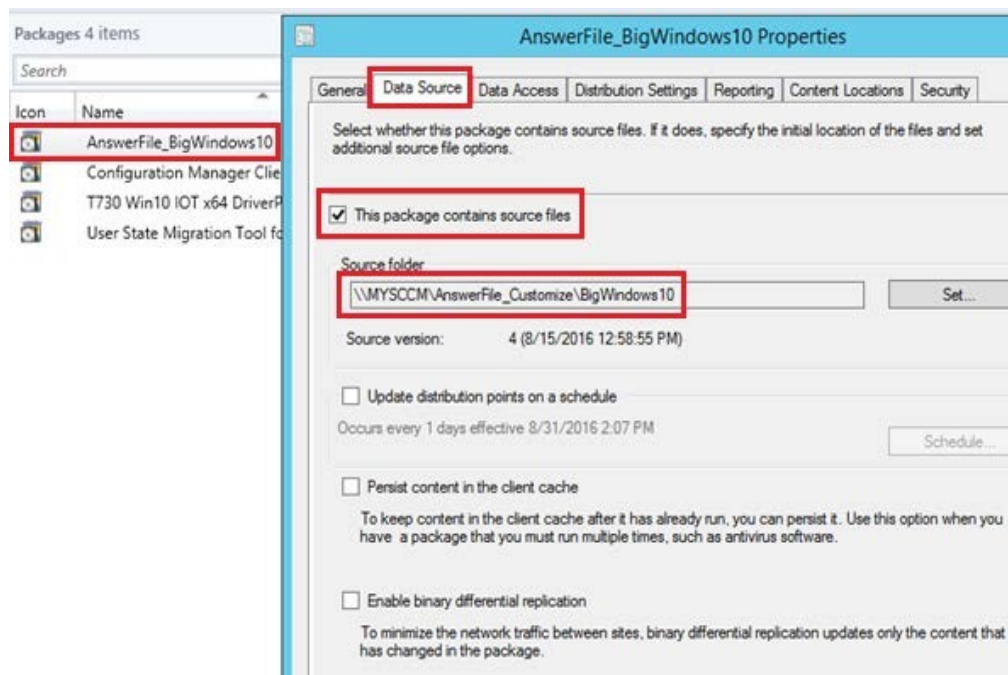 Packages 4 items
Search
Icon Name
AnswerFile_BigWindows10
Configuration Manager Clie
T730 Win10 IOT x64 DriverP
User State Migration Tool fo
AnswerFile_BigWindows10 Properties
General Data Source Data Access Distribution Settings Reporting Content Locations Security
Select whether this package contains source files. If it does, specify the initial location of the files and set
additional source file options.
This package contains source files
Source folder
\\MYSCCM\AnswerFile_Customize\BigWindows10
Set...
Source version: 4 (8/15/2016 12:58:55 PM)
Update distribution points on a schedule
Occurs every 1 days effective 8/31/2016 2:07 PM
Schedule...
Persist content in the client cache
To keep content in the client cache after it has already run, you can persist it. Use this option when you
have a package that you must run multiple times, such as antivirus software.
Enable binary differential replication
To minimize the network traffic between sites, binary differential replication updates only the content that
has changed in the package.